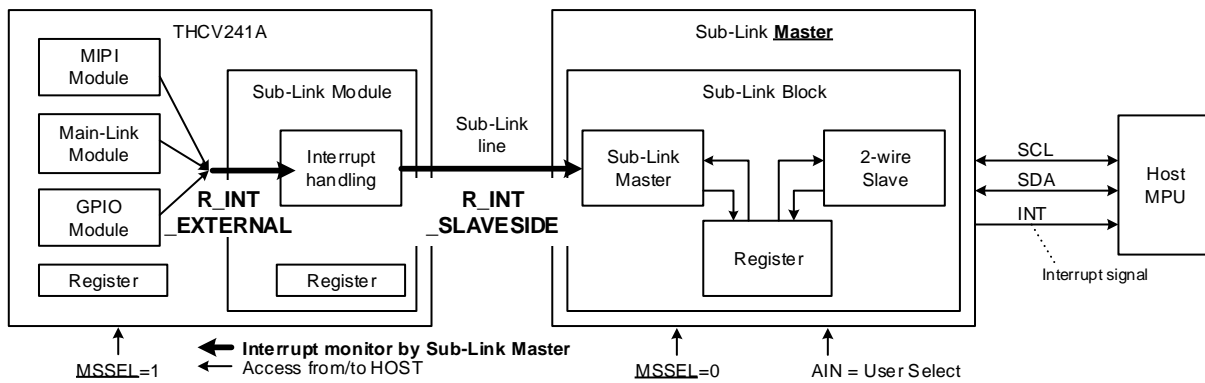 THCV241A
MIPI
Module
Main-Link
Module
GPIO
Module
Register
Sub-Link Module
Interrupt
handling
Register
R_INT
_EXTERNAL
Sub-Link
line
R_INT
_SLAVESIDE
Sub-Link Master
Sub-Link Block
Sub-Link
Master
2-wire
Slave
Register
SCL
SDA
INT
Interrupt signal
Host
MPU
MSSEL=1
Interrupt monitor by Sub-Link Master
Access from/to HOST
MSSEL=0
AIN = User Select